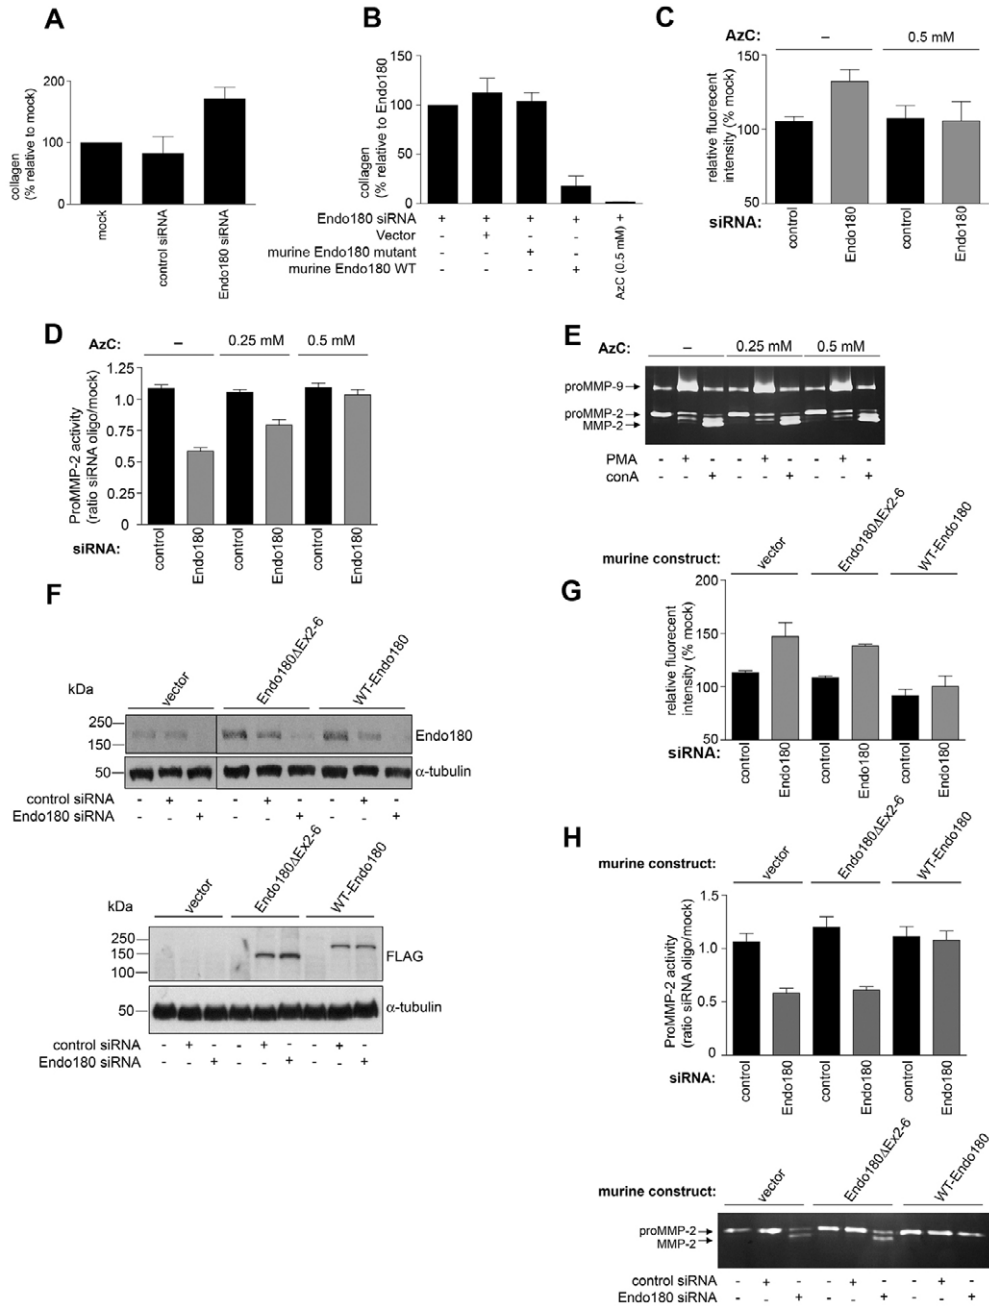 A
collagen
(% relative to mock)
200
100
0
mock
control siRNA
Endo180 siRNA
B
collagen
(% relative to Endo180
150
100
50
0
Endo180 siRNA + + + + +
Vector - + - -
murine Endo180 mutant - - + -
murine Endo180 WT - - - +
AzC (0.5 mM)
C
AzC: – 0.5 mM
relative fluorescent
intensity (% mock)
150
100
50
siRNA: control Endo180 control Endo180
D
AzC: – 0.25 mM 0.5 mM
ProMMP-2 activity
(ratio siRNA oligo/mock)
1.25
1.0
0.75
0.5
0.25
0
siRNA: control Endo180 control Endo180 control Endo180
E
AzC: – 0.25 mM 0.5 mM
proMMP-9
proMMP-2
MMP-2
PMA - + - - + - - + -
conA - - + - - + - - +
F
vector Endo180ΔEx2-6 WT-Endo180
kDa
250
150
Endo180
50
α-tubulin
control siRNA - + - - + - - + -
Endo180 siRNA - - + - - + - - +
vector Endo180ΔEx2-6 WT-Endo180
kDa
250
150
100
FLAG
50
α-tubulin
control siRNA - + - - + - - + -
Endo180 siRNA - - + - - + - - +
murine construct: vector Endo180ΔEx2-6 WT-Endo180
G
relative fluorescent
intensity (% mock)
200
150
100
50
siRNA: control Endo180 control Endo180 control Endo180
H
murine construct: vector Endo180ΔEx2-6 WT-Endo180
ProMMP-2 activity
(ratio siRNA oligo/mock)
1.5
1.0
0.5
0
siRNA: control Endo180 control Endo180 control Endo180
murine construct: vector Endo180ΔEx2-6 WT-Endo180
proMMP-2
MMP-2
control siRNA - + - - + - - + -
Endo180 siRNA - - + - - + - - +